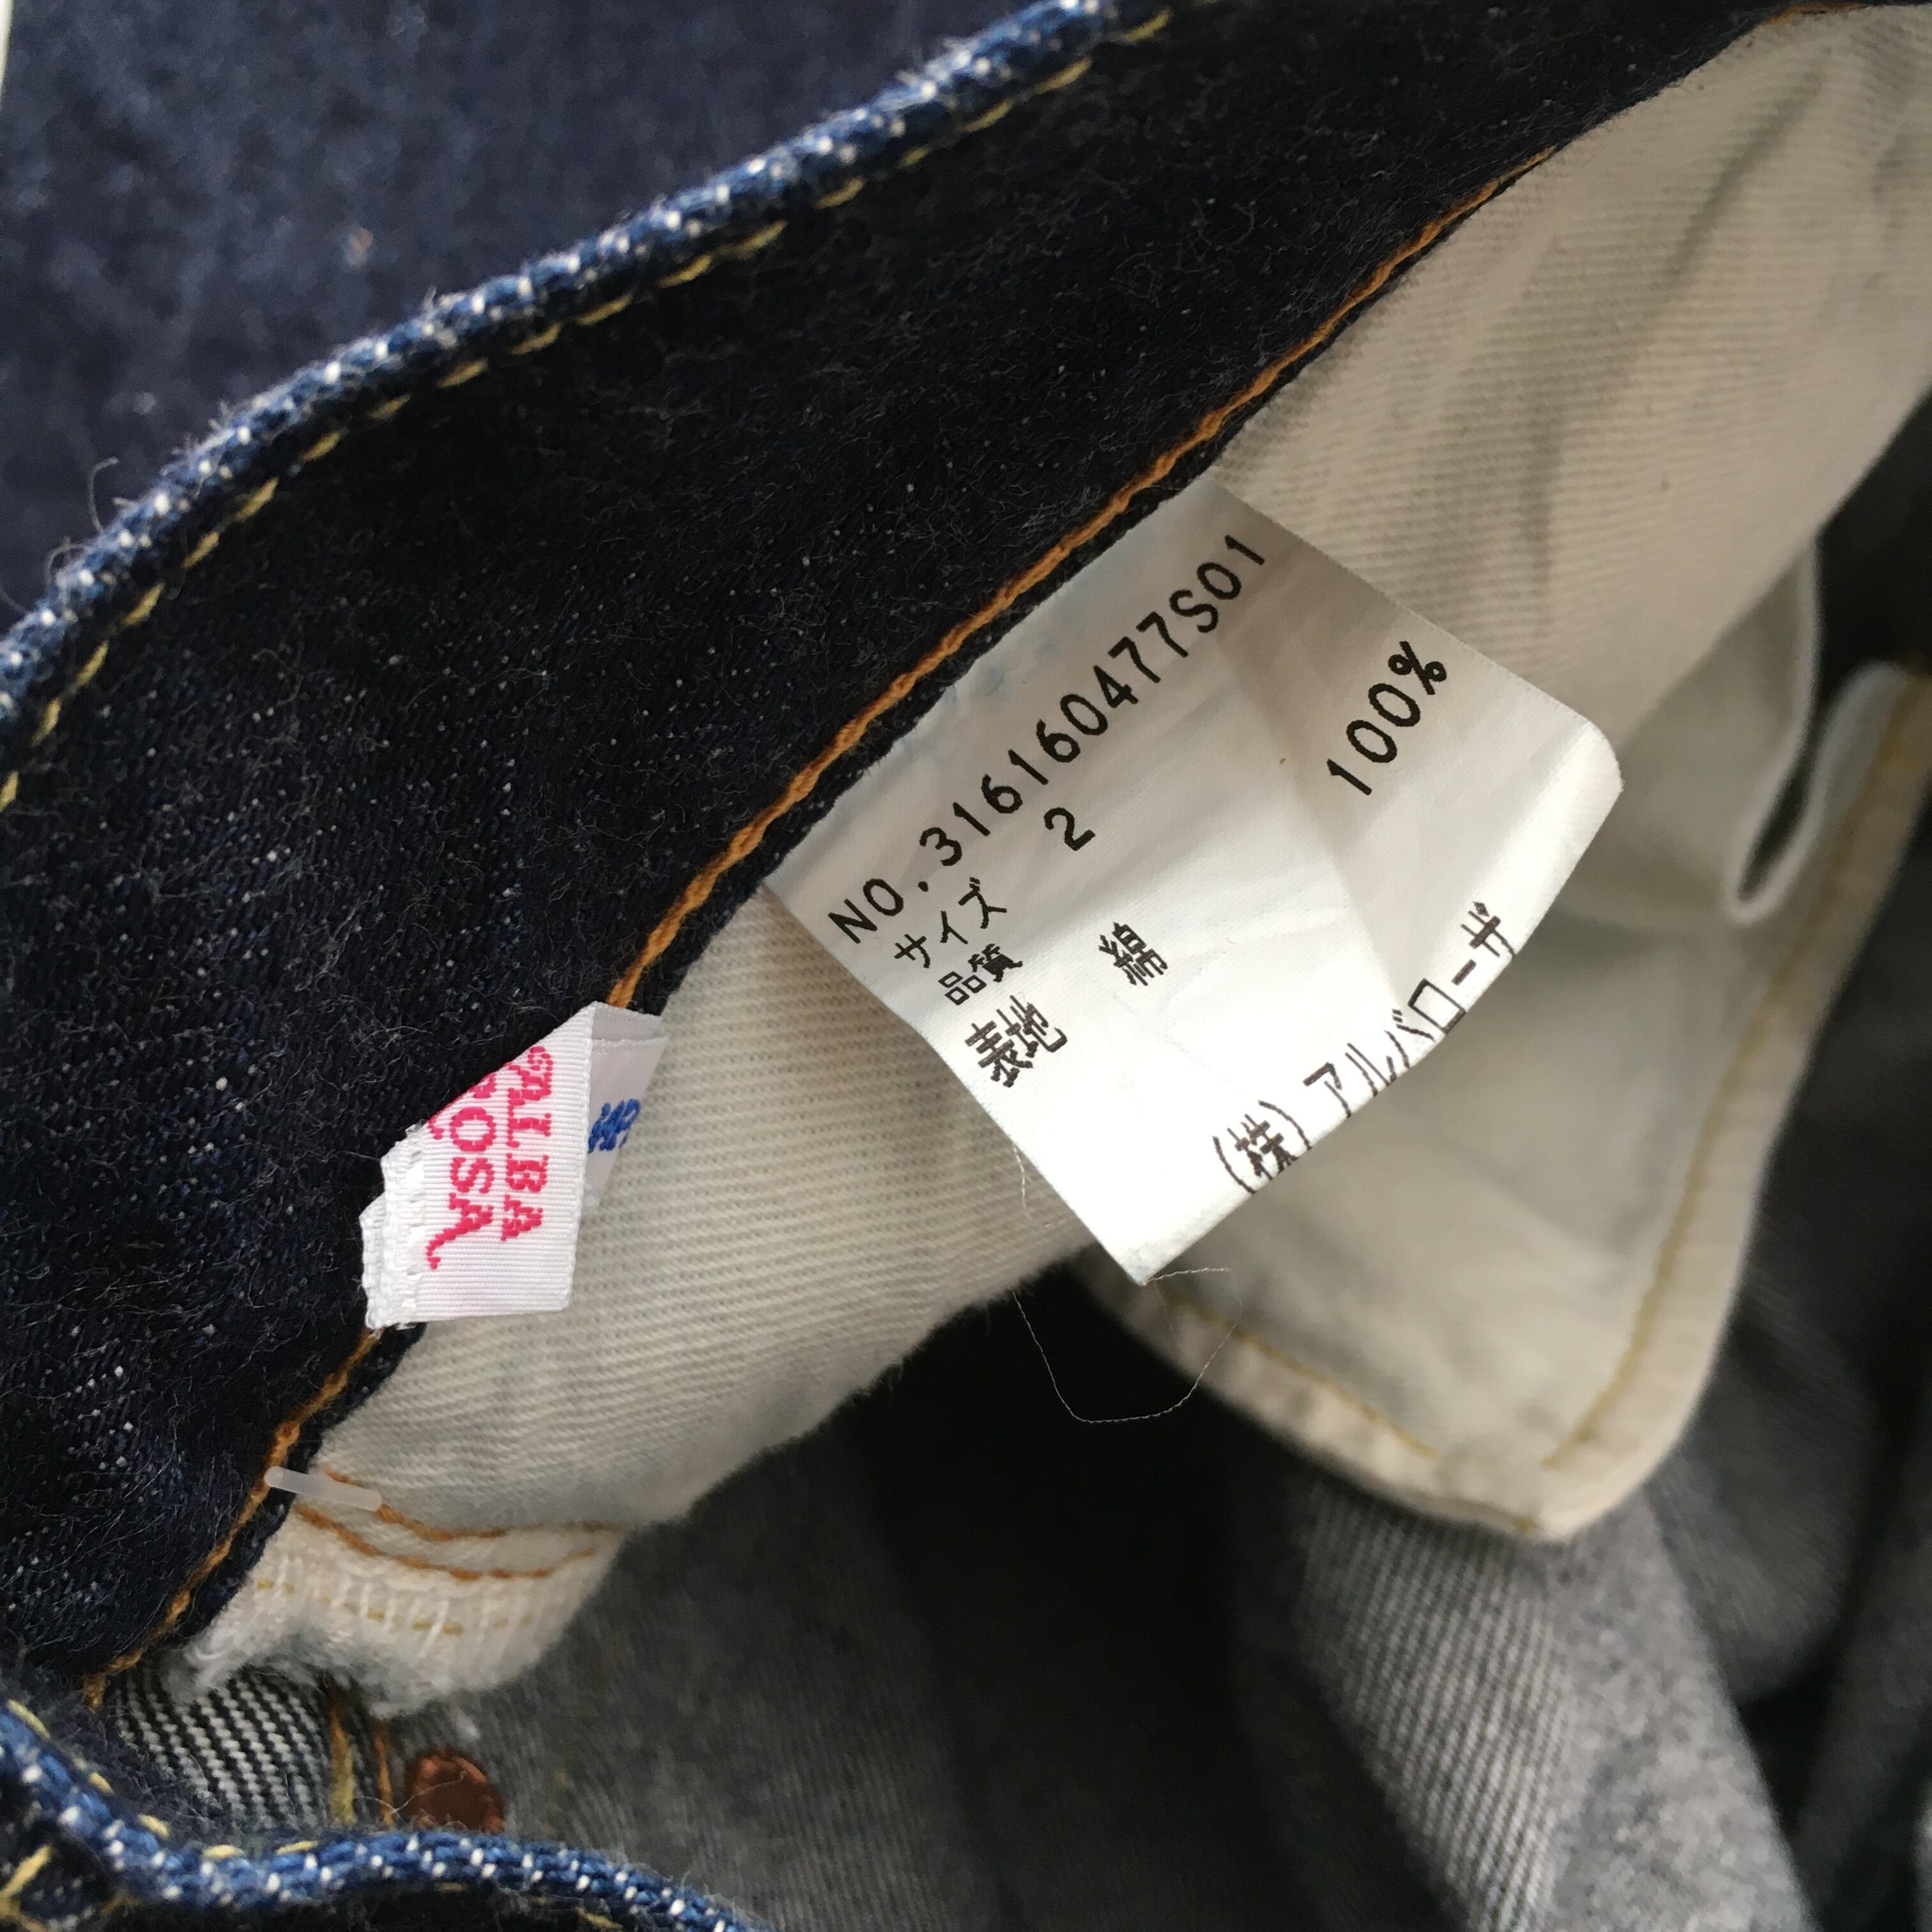 NO.316160477S01
サイズ 2
品質
表地 綿 100%
(株)アルバローザ
ALBA
ROSA